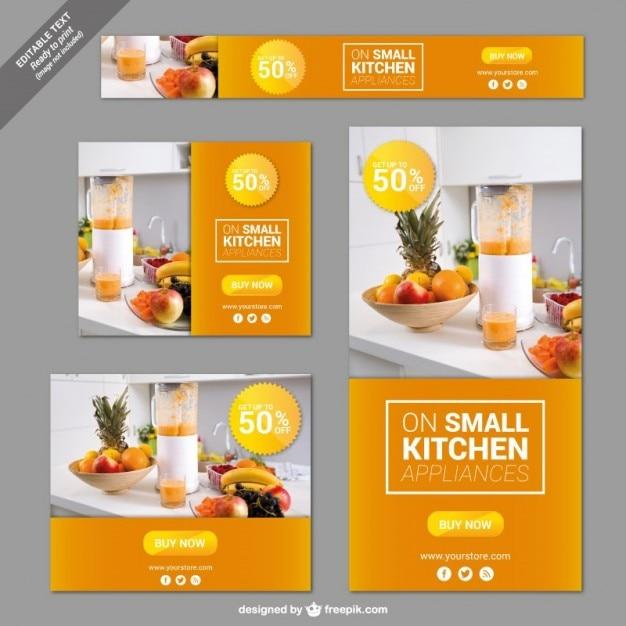 EDITABLE TEXT
Ready to print
(image not included)
GET UP TO
50%
OFF
ON SMALL
KITCHEN
APPLIANCES
BUY NOW
www.yourstore.com
GET UP TO
50%
OFF
ON SMALL
KITCHEN
APPLIANCES
BUY NOW
www.yourstore.com
GET UP TO
50%
OFF
ON SMALL
KITCHEN
APPLIANCES
BUY NOW
www.yourstore.com
GET UP TO
50%
OFF
BUY NOW
www.yourstore.com
designed by freepik.com